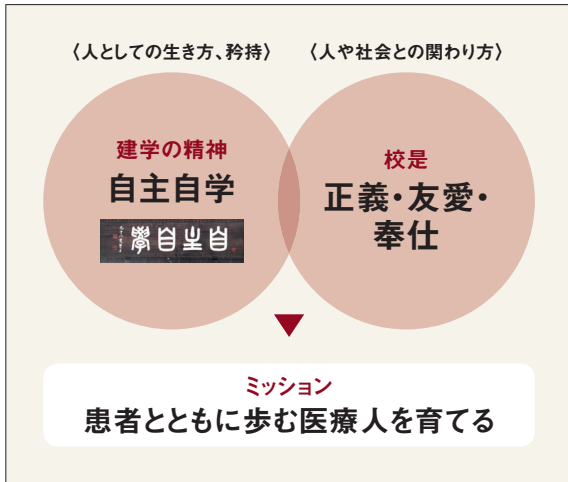 〈人としての生き方、矜持〉
〈人や社会との関わり方〉
建学の精神
自主自学
學自主自
校是
正義・友愛・
奉仕
ミッション
患者とともに歩む医療人を育てる